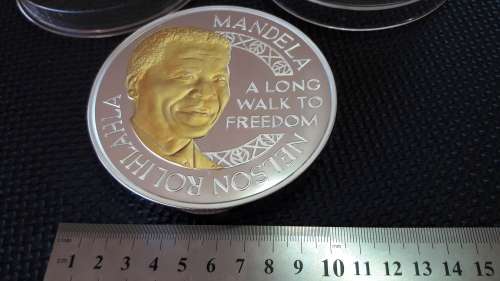 NELSON ROLIHLAHLA
MANDELA
A LONG
WALK TO
FREEDOM
1 2 3 4 5 6 7 8 9 10 11 12 13 14 15